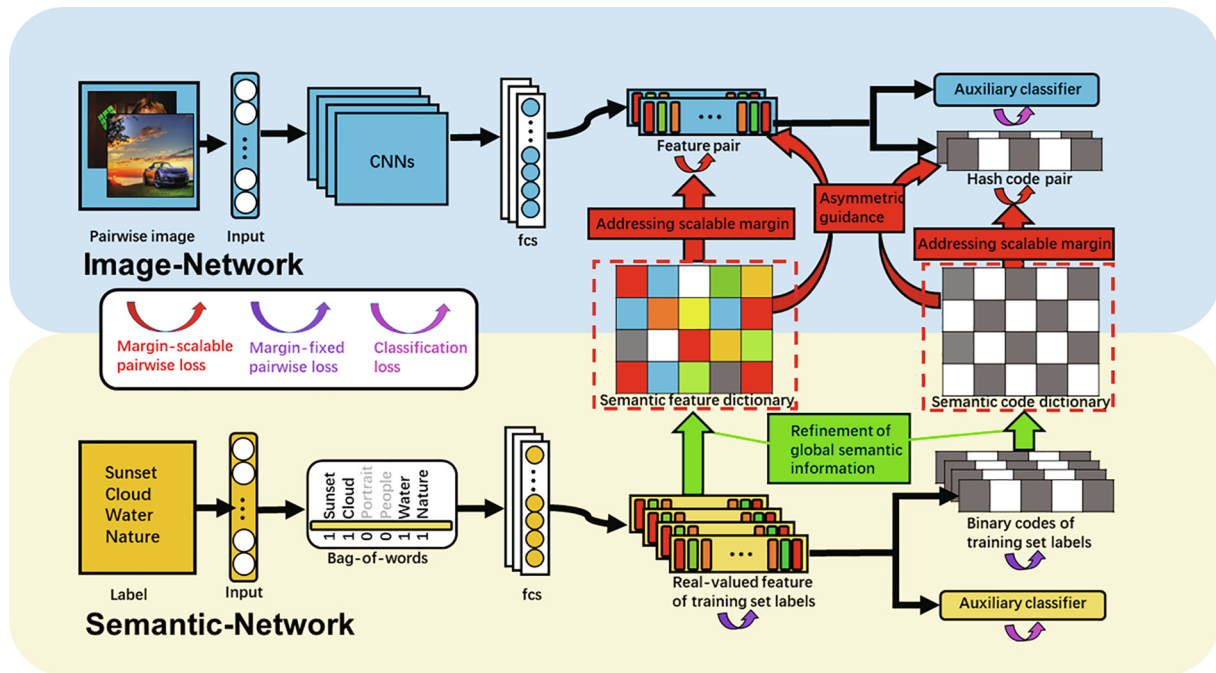 Pairwise image
Input
CNNs
fcs
Feature pair
Auxiliary classifier
Hash code pair
Asymmetric
guidance
Addressing scalable margin
Addressing scalable margin
Image-Network
Margin-scalable
pairwise loss
Margin-fixed
pairwise loss
Classification
loss
Semantic feature dictionary
Semantic code dictionary
Refinement of
global semantic
information
Sunset
Cloud
Water
Nature
Label
Input
Sunset
Cloud
Portrait
People
Water
Nature
1 1 0 0 1 1
Bag-of-words
fcs
Real-valued feature
of training set labels
Binary codes of
training set labels
Auxiliary classifier
Semantic-Network